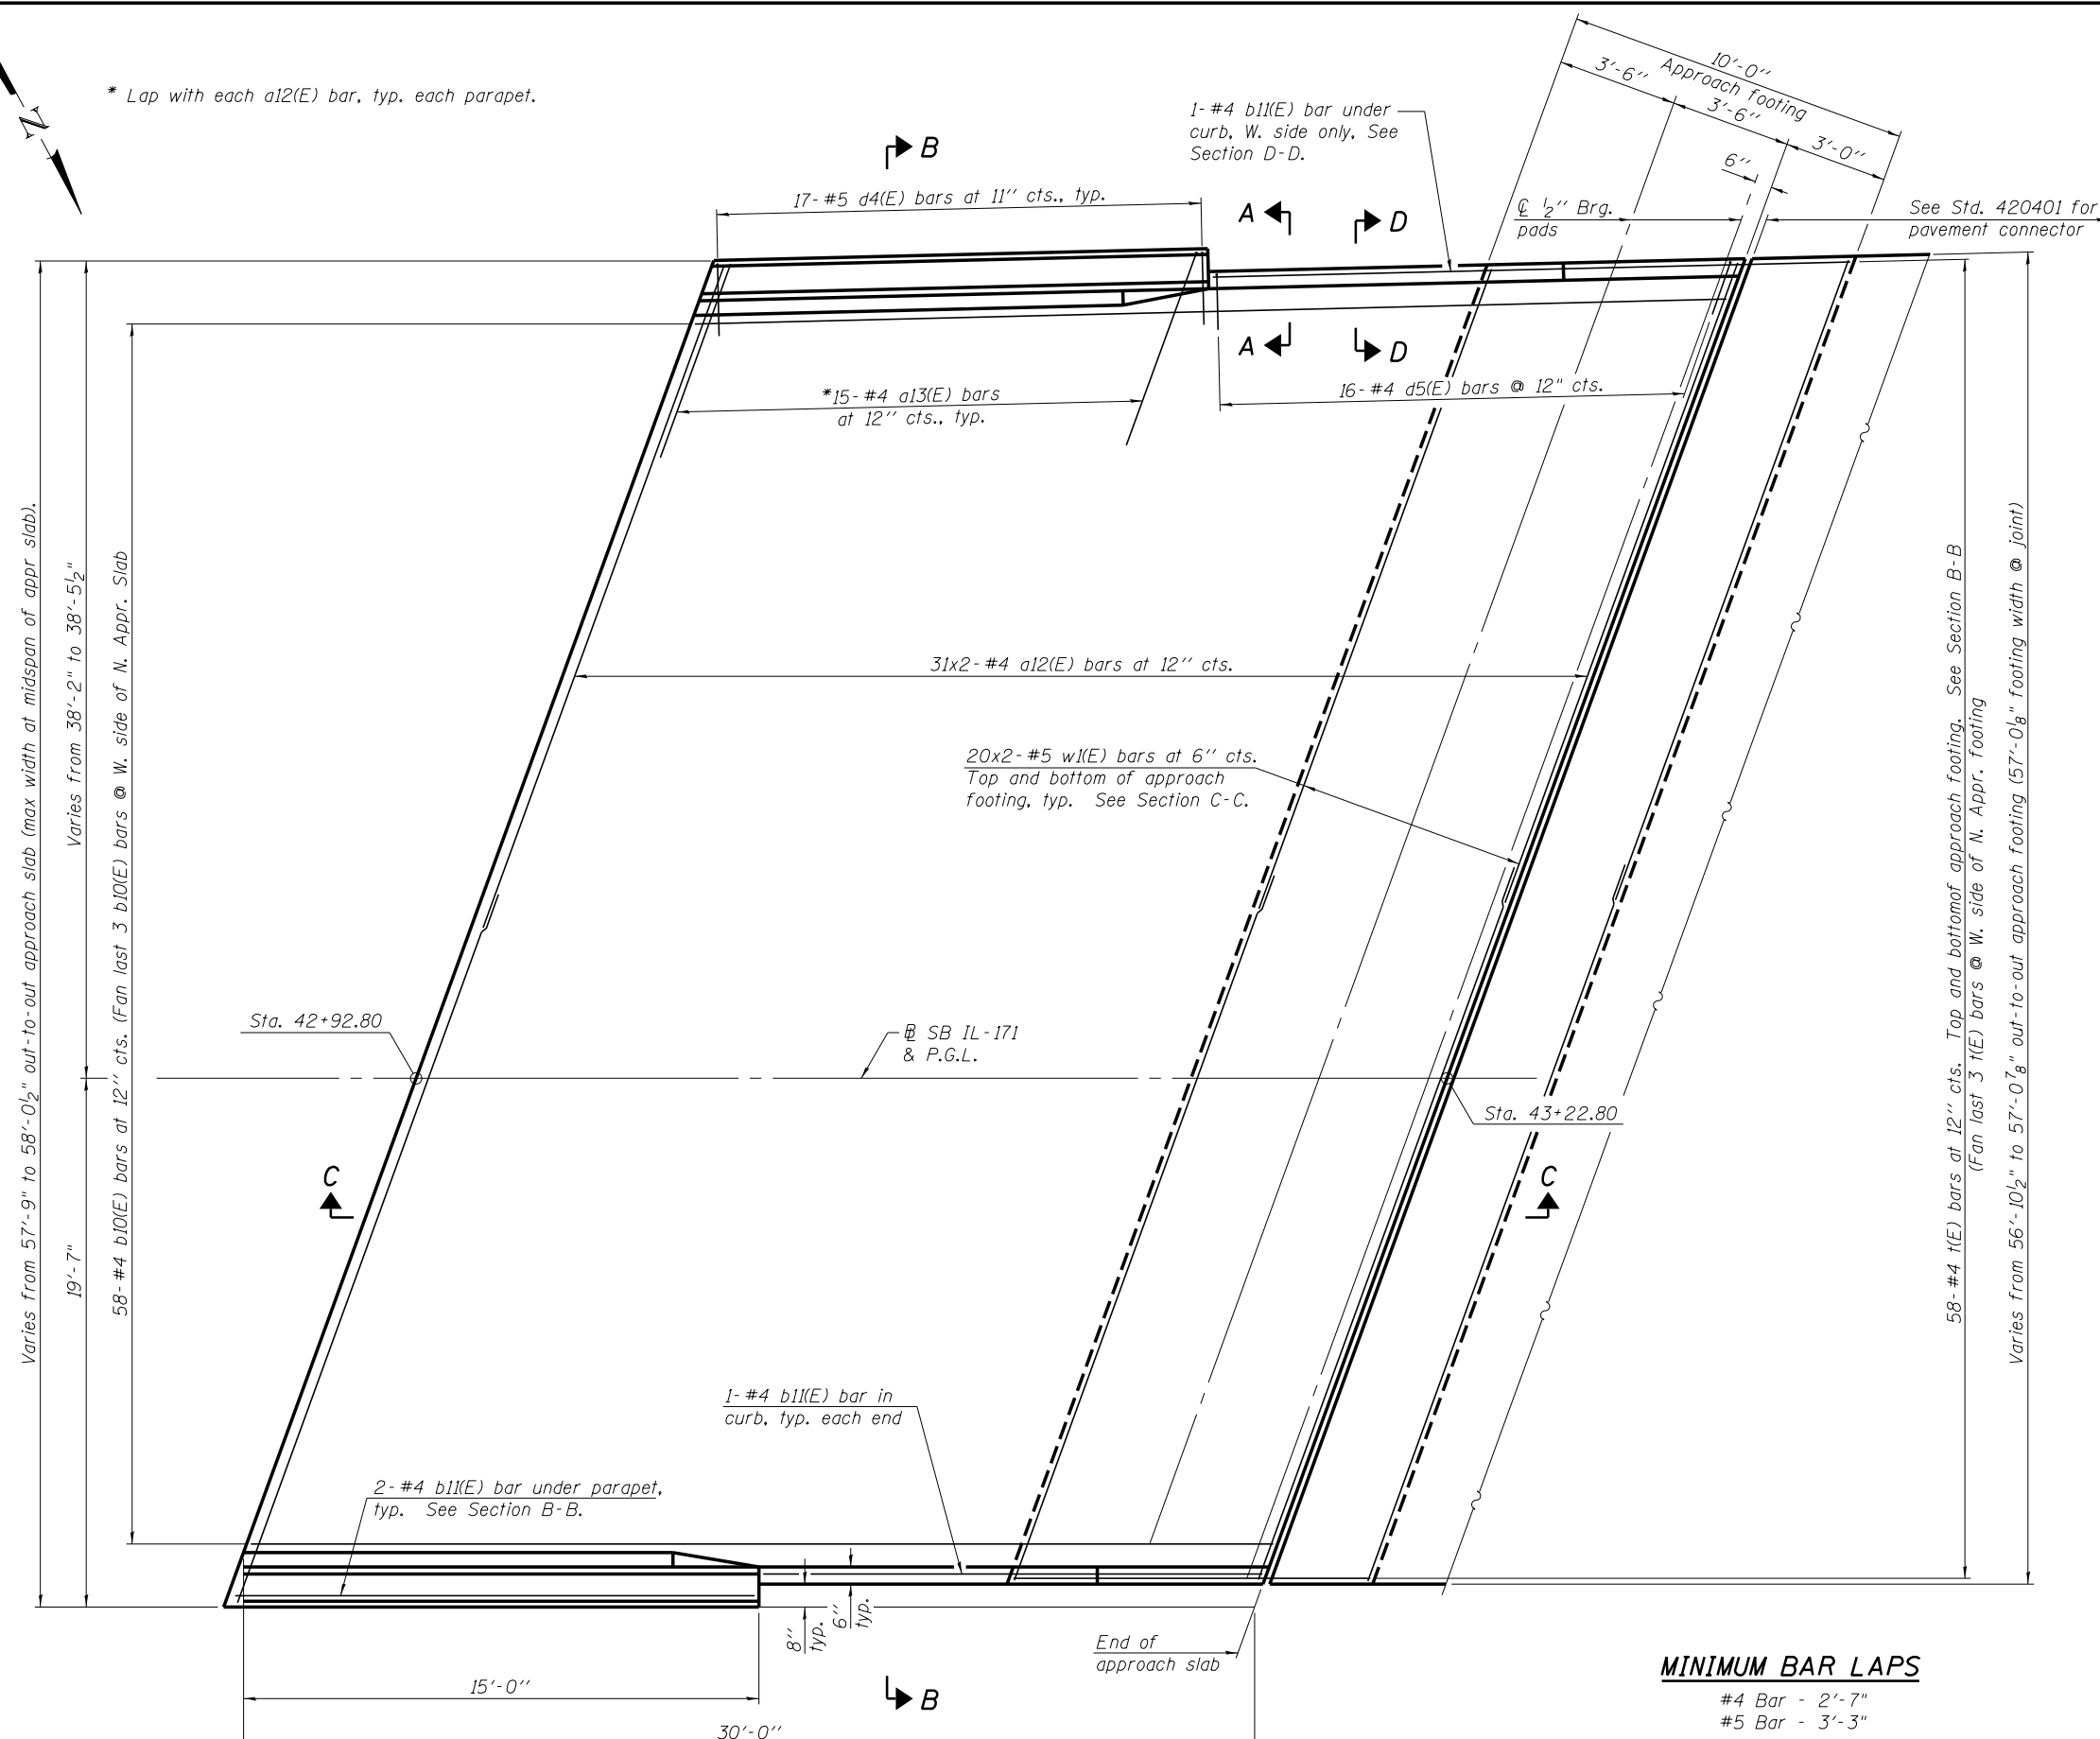 * Lap with each a12(E) bar, typ. each parapet.
N
B
1-#4 b11(E) bar under
curb, W. side only, See
Section D-D.
10'-0''
Approach footing
3'-6''
3'-6''
3'-0''
6''
17-#5 d4(E) bars at 11'' cts., typ.
A
D
℄ 1/2'' Brg.
pads
See Std. 420401 for
pavement connector
A
D
*15-#4 a13(E) bars
at 12'' cts., typ.
16-#4 d5(E) bars @ 12" cts.
Varies from 57'-9" to 58'-0 1/2" out-to-out approach slab (max width at midspan of appr slab).
Varies from 38'-2" to 38'-5 1/2"
19'-7"
58-#4 b10(E) bars at 12'' cts. (Fan last 3 b10(E) bars @ W. side of N. Appr. Slab
31x2-#4 a12(E) bars at 12'' cts.
20x2-#5 w1(E) bars at 6'' cts.
Top and bottom of approach
footing, typ. See Section C-C.
58-#4 t(E) bars at 12'' cts. Top and bottomof approach footing. See Section B-B
(Fan last 3 t(E) bars @ W. side of N. Appr. footing
Varies from 56'-10 1/2" to 57'-0 7/8" out-to-out approach footing (57'-0 1/8" footing width @ joint)
Sta. 42+92.80
℄ SB IL-171
& P.G.L.
Sta. 43+22.80
C
C
1-#4 b11(E) bar in
curb, typ. each end
2-#4 b11(E) bar under parapet,
typ. See Section B-B.
8''
typ.
6''
typ.
End of
approach slab
15'-0''
B
30'-0''
MINIMUM BAR LAPS
#4 Bar - 2'-7"
#5 Bar - 3'-3"